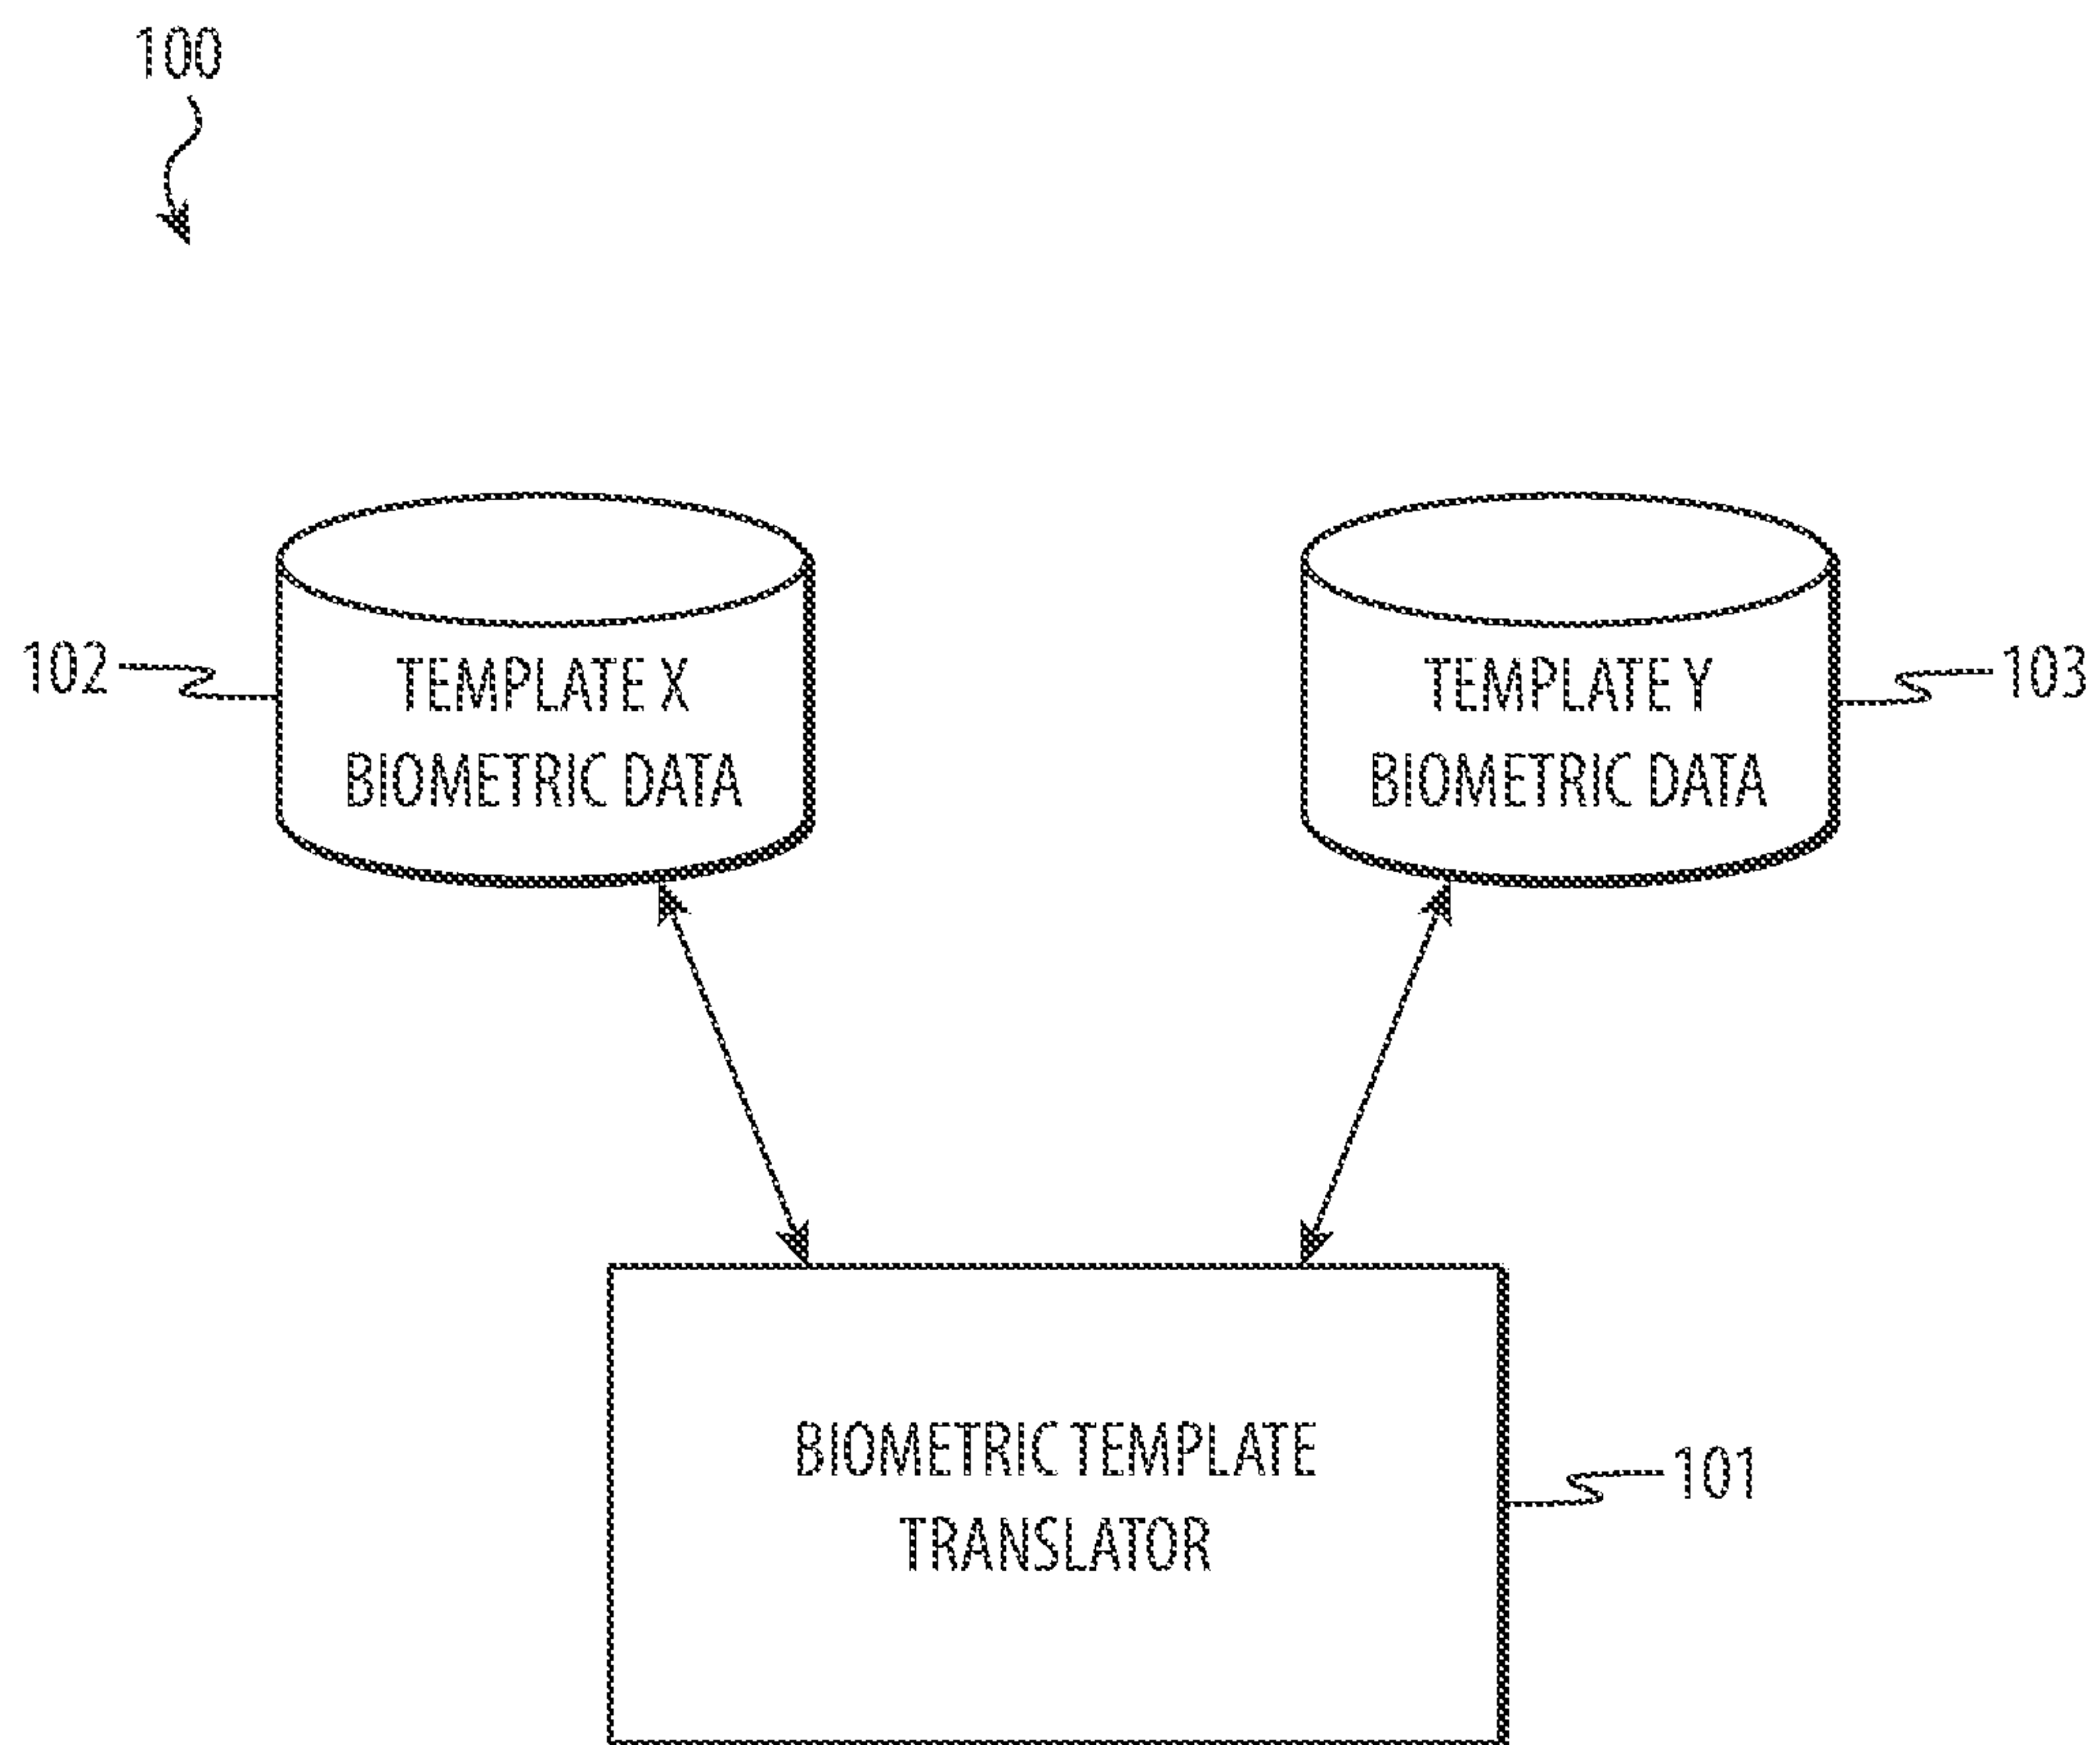 100
102
TEMPLATE X
BIOMETRIC DATA
TEMPLATE Y
BIOMETRIC DATA
103
BIOMETRIC TEMPLATE
TRANSLATOR
101